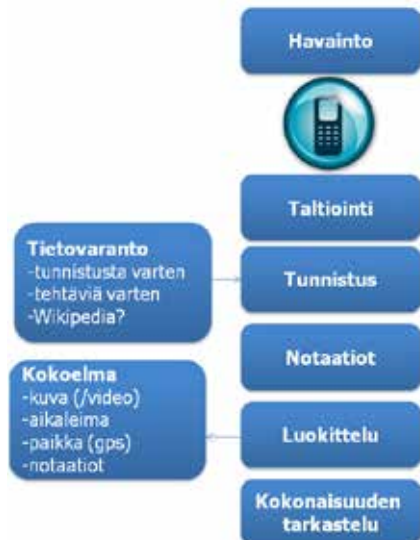 Havainto
Taltiointi
Tietovaranto
-tunnistusta varten
-tehtäviä varten
-Wikipedia?
Tunnistus
Notaatiot
Kokoelma
-kuva (/video)
-aikaleima
-paikka (gps)
-notaatiot
Luokittelu
Kokonaisuuden
tarkastelu